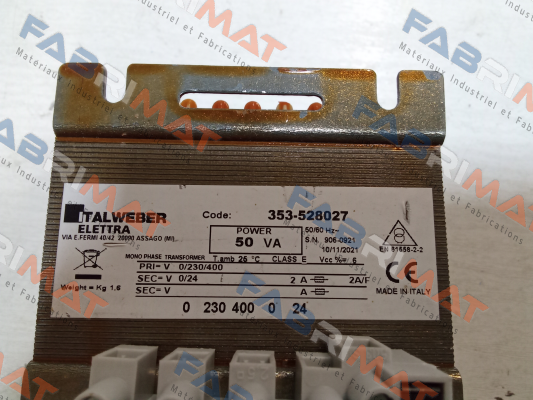 FABRIMAT
Materiaux Industriel et Fabrications
ITALWEBER
ELETTRA
VIA E.FERMI 40/42 20090 ASSAGO (MI)
Code: 353-528027
POWER
50 VA
50/60 Hz~
S.N. 906-0921
10/11/2021
EN 61558-2-2
MONO PHASE TRANSFORMER T.amb 25 °C CLASS E Vcc %= 6
PRI~ V 0/230/400
SEC~ V 0/24 2 A 2A/F
SEC~ V A
Weight = Kg 1,6
0 230 400 0 24
CE
MADE IN ITALY